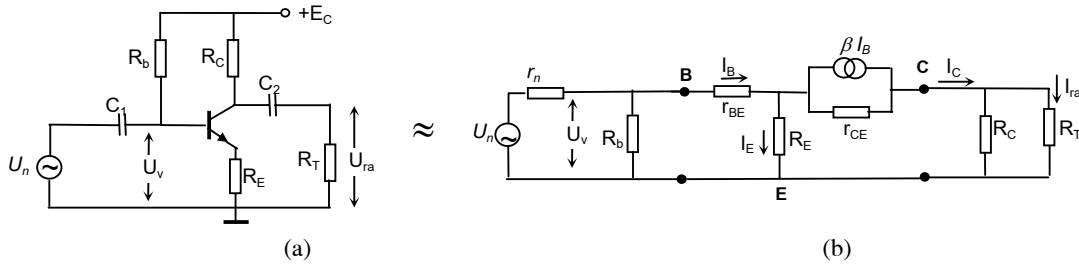 +E_C
R_b
R_C
C_1
C_2
U_n
U_v
R_E
R_T
U_ra
(a)
≈
r_n
U_n
U_v
R_b
B
I_B
r_BE
I_E
R_E
E
β I_B
r_CE
C
I_C
R_C
I_ra
R_T
(b)